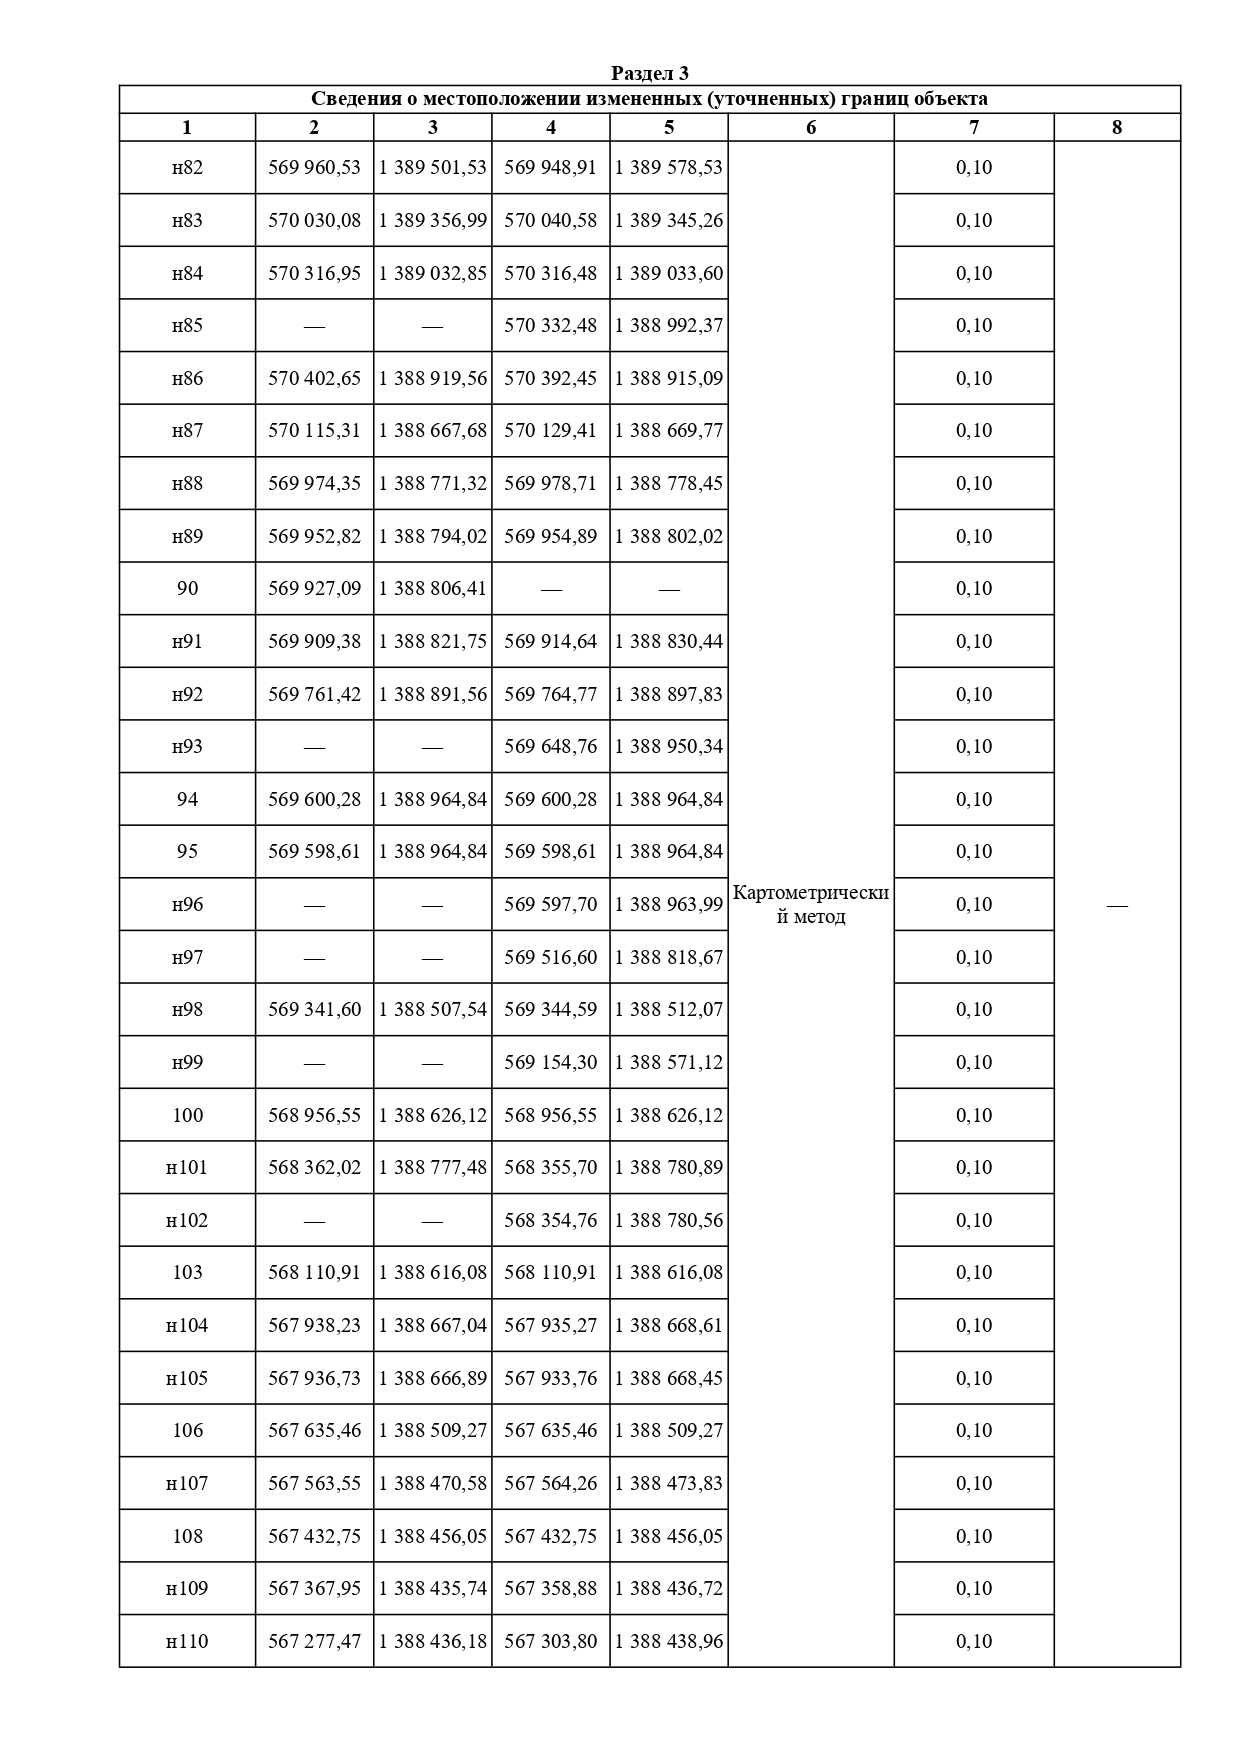 Раздел 3
Сведения о местоположении измененных (уточненных) границ объекта
1 2 3 4 5 6 7 8
н82 569 960,53 1 389 501,53 569 948,91 1 389 578,53 0,10
н83 570 030,08 1 389 356,99 570 040,58 1 389 345,26 0,10
н84 570 316,95 1 389 032,85 570 316,48 1 389 033,60 0,10
н85 — — 570 332,48 1 388 992,37 0,10
н86 570 402,65 1 388 919,56 570 392,45 1 388 915,09 0,10
н87 570 115,31 1 388 667,68 570 129,41 1 388 669,77 0,10
н88 569 974,35 1 388 771,32 569 978,71 1 388 778,45 0,10
н89 569 952,82 1 388 794,02 569 954,89 1 388 802,02 0,10
90 569 927,09 1 388 806,41 — — 0,10
н91 569 909,38 1 388 821,75 569 914,64 1 388 830,44 0,10
н92 569 761,42 1 388 891,56 569 764,77 1 388 897,83 0,10
н93 — — 569 648,76 1 388 950,34 0,10
94 569 600,28 1 388 964,84 569 600,28 1 388 964,84 0,10
95 569 598,61 1 388 964,84 569 598,61 1 388 964,84 0,10
н96 — — 569 597,70 1 388 963,99 Картометрически 0,10 —
й метод
н97 — — 569 516,60 1 388 818,67 0,10
н98 569 341,60 1 388 507,54 569 344,59 1 388 512,07 0,10
н99 — — 569 154,30 1 388 571,12 0,10
100 568 956,55 1 388 626,12 568 956,55 1 388 626,12 0,10
н101 568 362,02 1 388 777,48 568 355,70 1 388 780,89 0,10
н102 — — 568 354,76 1 388 780,56 0,10
103 568 110,91 1 388 616,08 568 110,91 1 388 616,08 0,10
н104 567 938,23 1 388 667,04 567 935,27 1 388 668,61 0,10
н105 567 936,73 1 388 666,89 567 933,76 1 388 668,45 0,10
106 567 635,46 1 388 509,27 567 635,46 1 388 509,27 0,10
н107 567 563,55 1 388 470,58 567 564,26 1 388 473,83 0,10
108 567 432,75 1 388 456,05 567 432,75 1 388 456,05 0,10
н109 567 367,95 1 388 435,74 567 358,88 1 388 436,72 0,10
н110 567 277,47 1 388 436,18 567 303,80 1 388 438,96 0,10